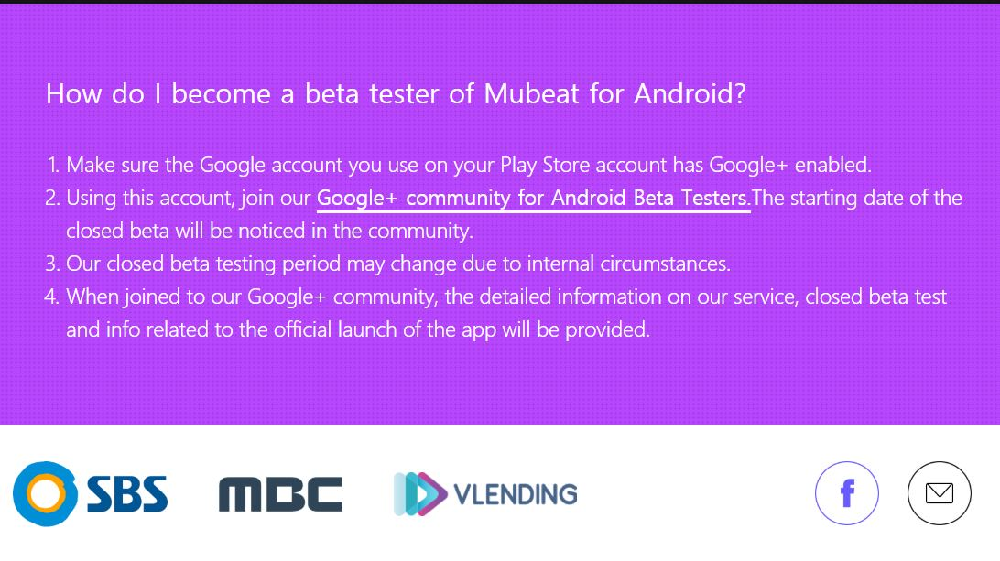 How do I become a beta tester of Mubeat for Android?
1. Make sure the Google account you use on your Play Store account has Google+ enabled.
2. Using this account, join our Google+ community for Android Beta Testers.The starting date of the
closed beta will be noticed in the community.
3. Our closed beta testing period may change due to internal circumstances.
4. When joined to our Google+ community, the detailed information on our service, closed beta test
and info related to the official launch of the app will be provided.
SBS MBC VLENDING f